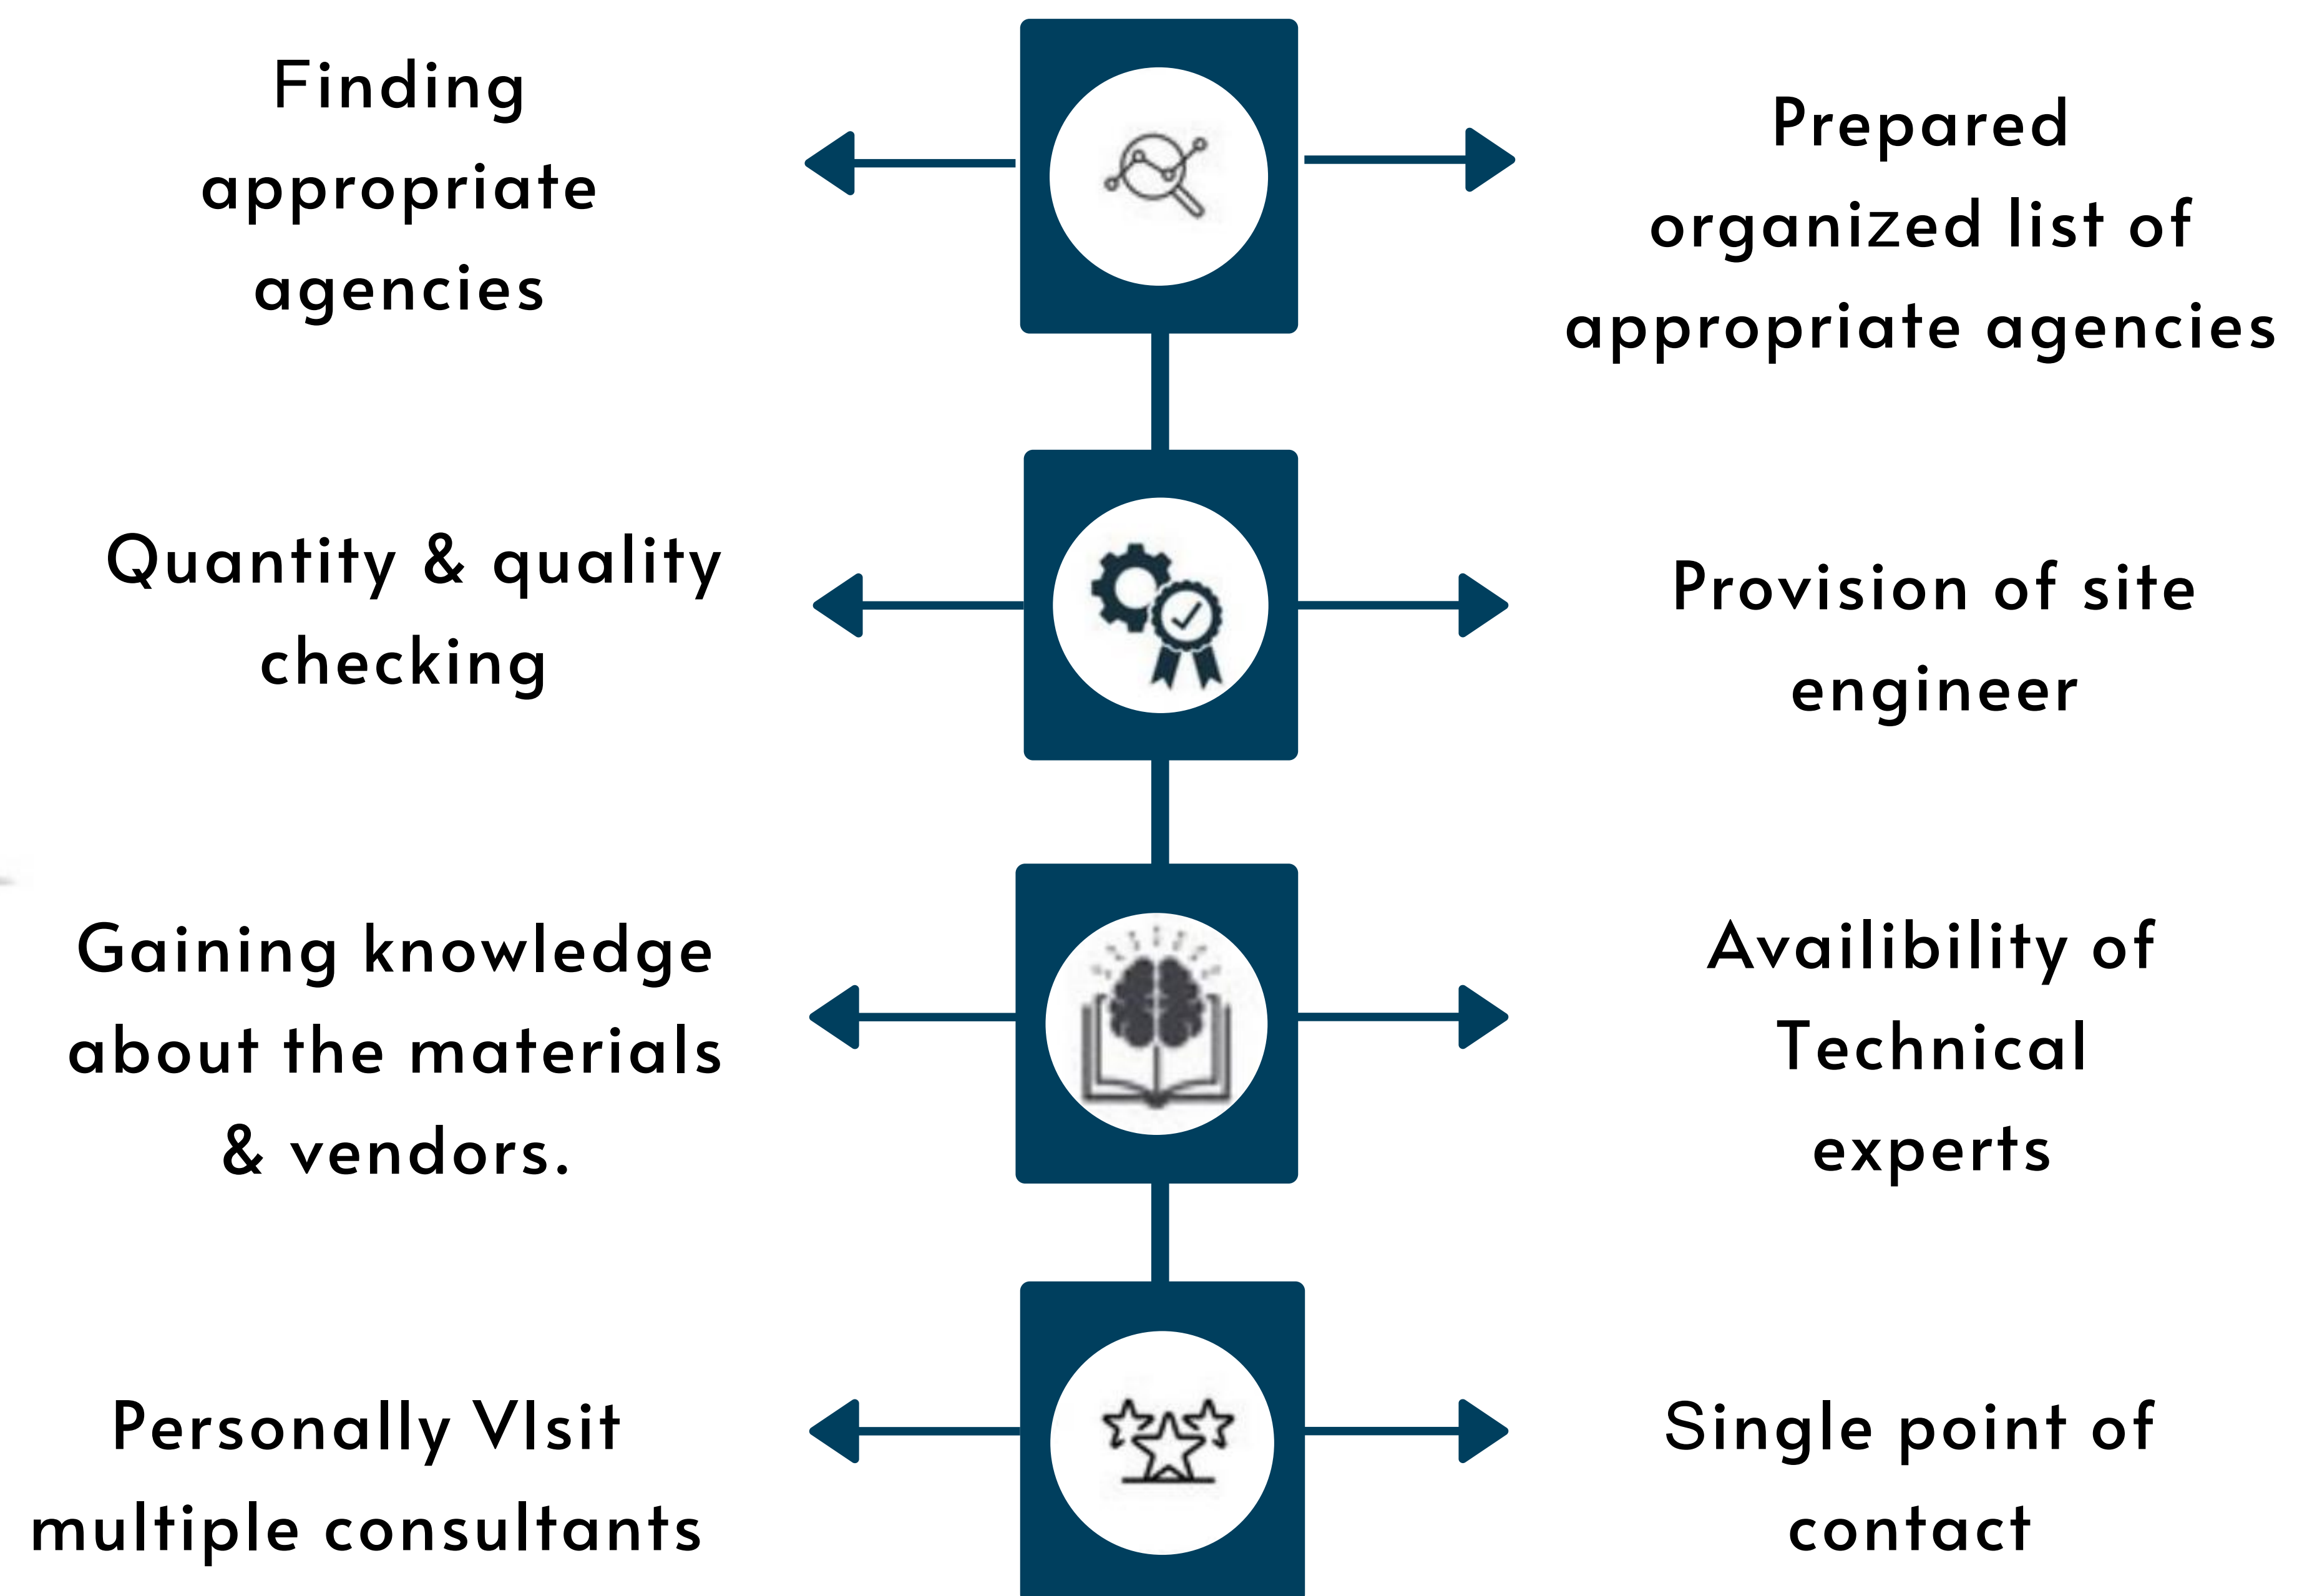 Finding
appropriate
agencies
Prepared
organized list of
appropriate agencies
Quantity & quality
checking
Provision of site
engineer
Gaining knowledge
about the materials
& vendors.
Availibility of
Technical
experts
Personally VIsit
multiple consultants
Single point of
contact